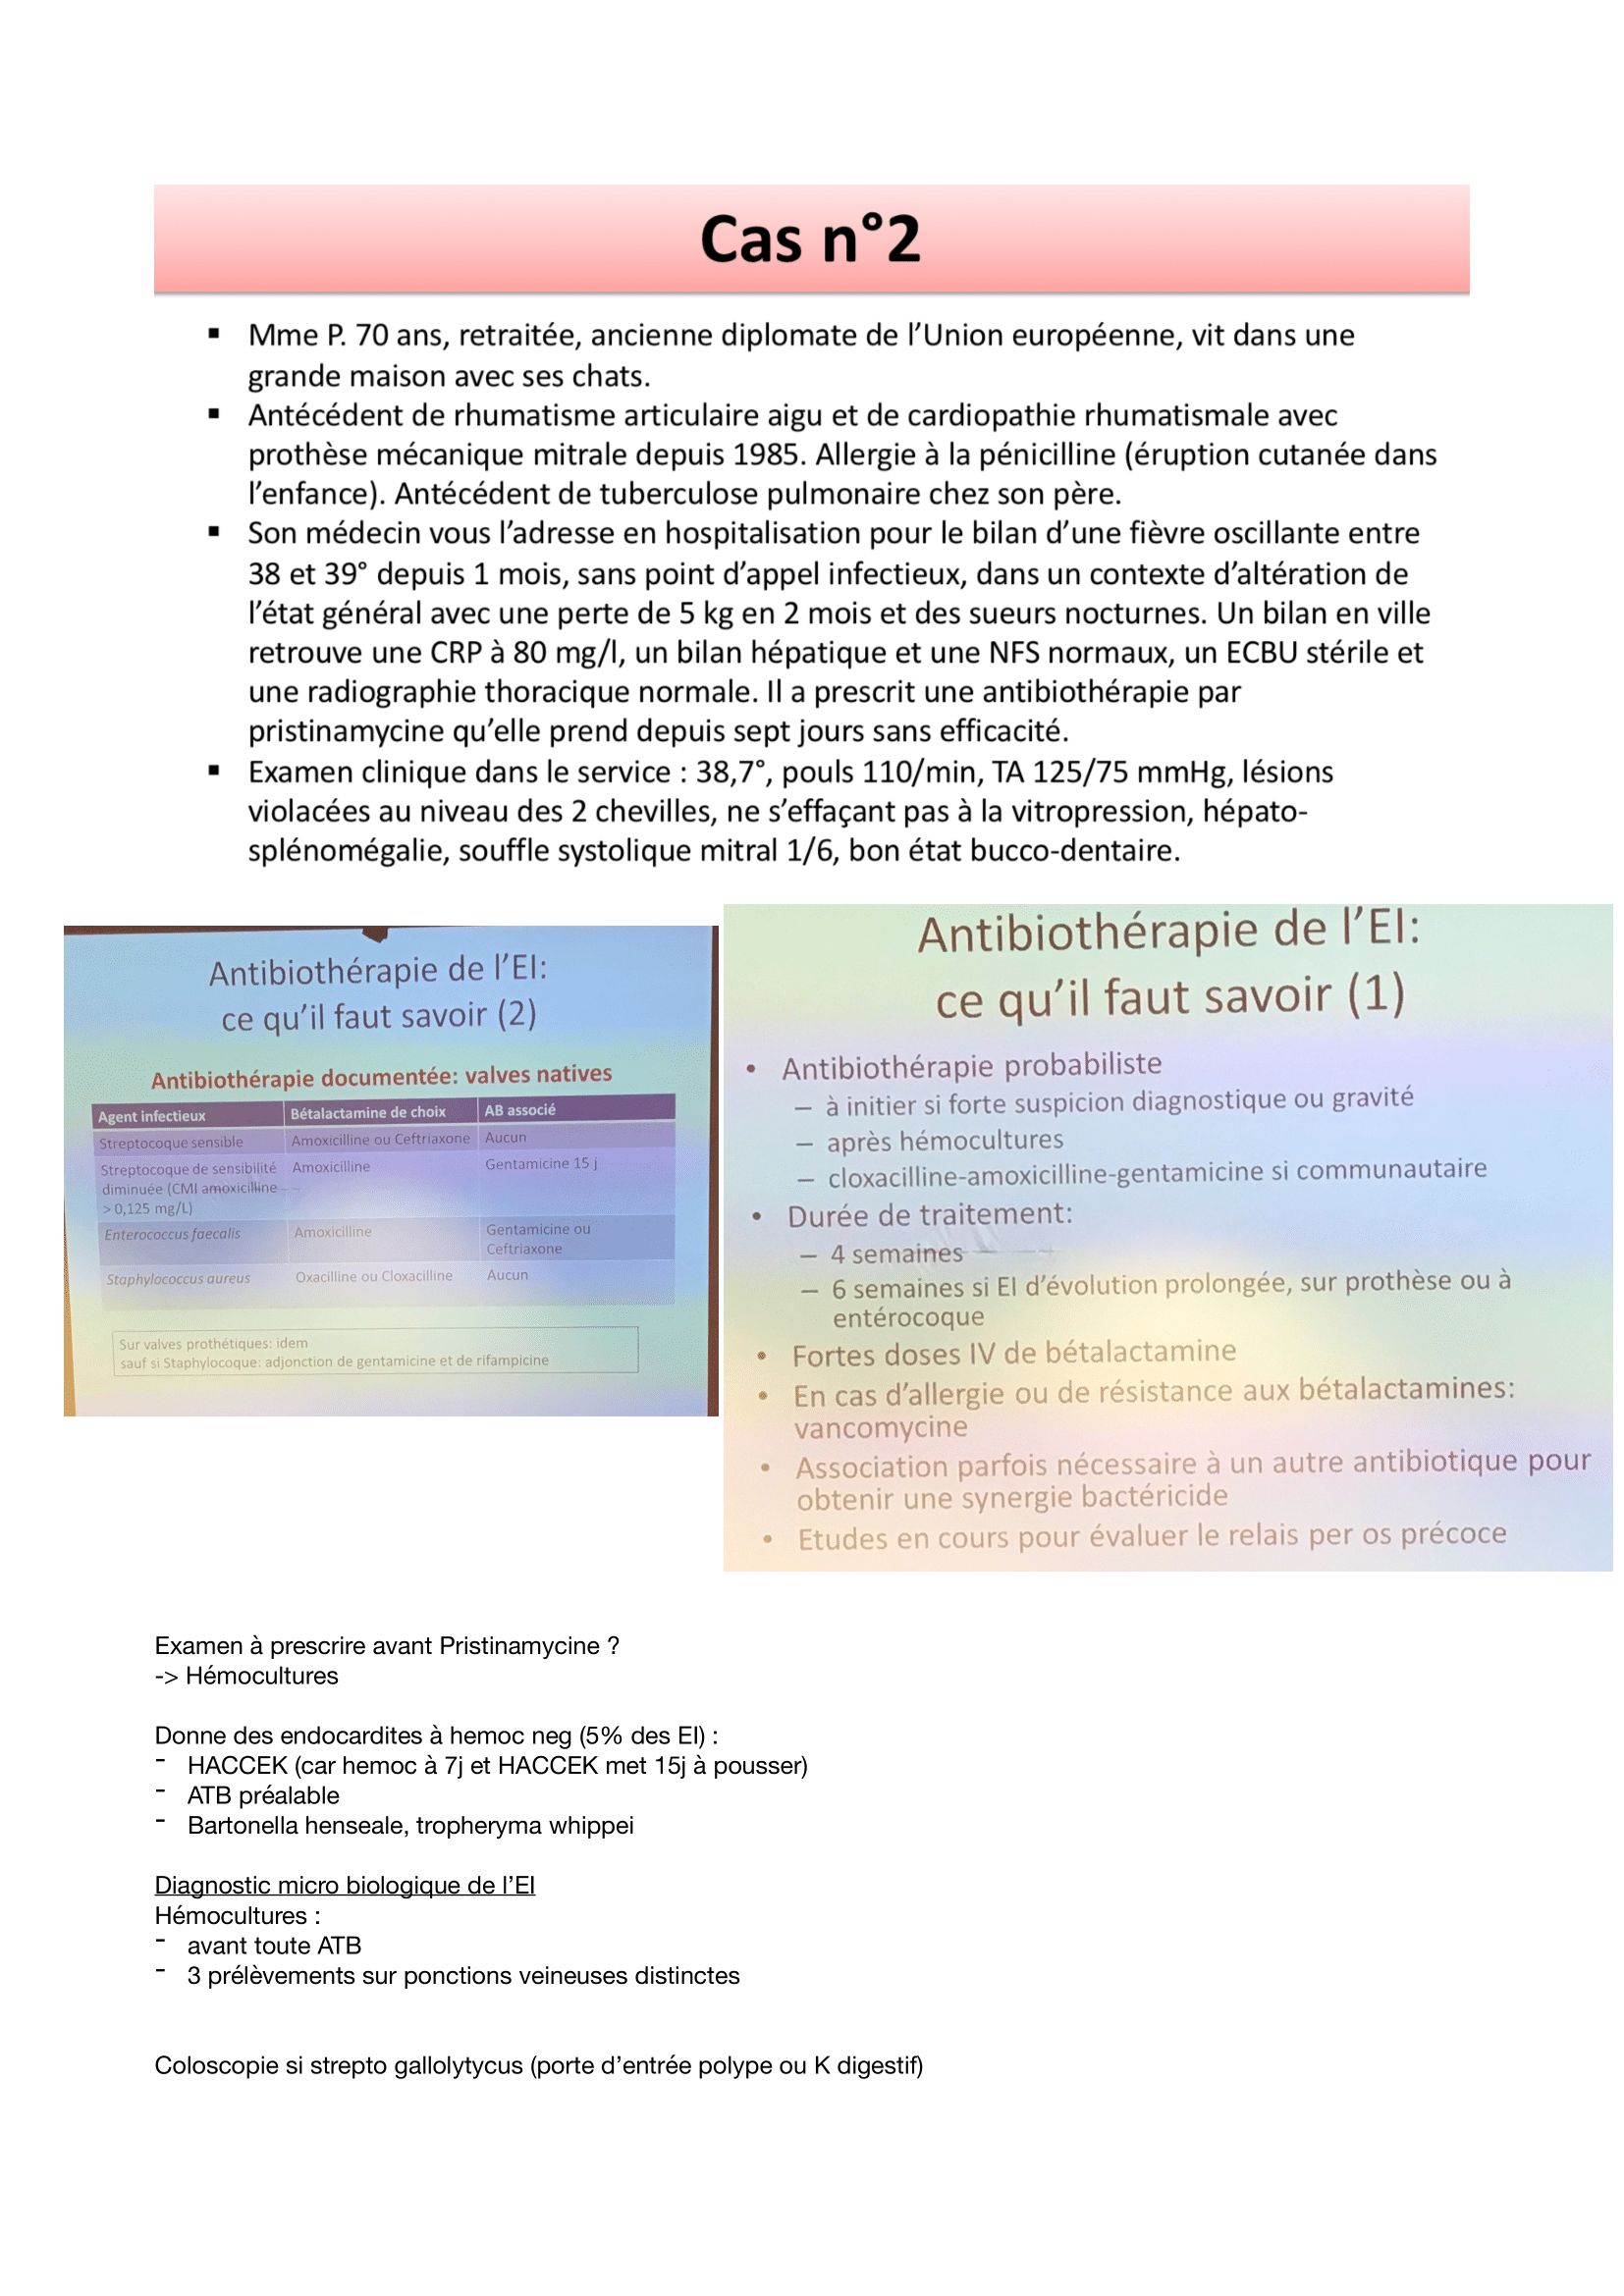 Cas n°2
▪ Mme P. 70 ans, retraitée, ancienne diplomate de l’Union européenne, vit dans une
grande maison avec ses chats.
▪ Antécédent de rhumatisme articulaire aigu et de cardiopathie rhumatismale avec
prothèse mécanique mitrale depuis 1985. Allergie à la pénicilline (éruption cutanée dans
l’enfance). Antécédent de tuberculose pulmonaire chez son père.
▪ Son médecin vous l’adresse en hospitalisation pour le bilan d’une fièvre oscillante entre
38 et 39° depuis 1 mois, sans point d’appel infectieux, dans un contexte d’altération de
l’état général avec une perte de 5 kg en 2 mois et des sueurs nocturnes. Un bilan en ville
retrouve une CRP à 80 mg/l, un bilan hépatique et une NFS normaux, un ECBU stérile et
une radiographie thoracique normale. Il a prescrit une antibiothérapie par
pristinamycine qu’elle prend depuis sept jours sans efficacité.
▪ Examen clinique dans le service : 38,7°, pouls 110/min, TA 125/75 mmHg, lésions
violacées au niveau des 2 chevilles, ne s’effaçant pas à la vitropression, hépato-
splénomégalie, souffle systolique mitral 1/6, bon état bucco-dentaire.
Antibiothérapie de l’EI:
ce qu’il faut savoir (2)
Antibiothérapie documentée: valves natives
Agent infectieux Bétalactamine de choix AB associé
Streptocoque sensible Amoxicilline ou Ceftriaxone Aucun
Streptocoque de sensibilité Amoxicilline Gentamicine 15 j
diminuée (CMI amoxicilline
> 0,125 mg/L)
Enterococcus faecalis Amoxicilline Gentamicine ou
Ceftriaxone
Staphylococcus aureus Oxacilline ou Cloxacilline Aucun
Sur valves prothétiques: idem
sauf si Staphylocoque: adjonction de gentamicine et de rifampicine
Antibiothérapie de l’EI:
ce qu’il faut savoir (1)
• Antibiothérapie probabiliste
– à initier si forte suspicion diagnostique ou gravité
– après hémocultures
– cloxacilline-amoxicilline-gentamicine si communautaire
• Durée de traitement:
– 4 semaines
– 6 semaines si EI d’évolution prolongée, sur prothèse ou à
entérocoque
• Fortes doses IV de bétalactamine
• En cas d’allergie ou de résistance aux bétalactamines:
vancomycine
• Association parfois nécessaire à un autre antibiotique pour
obtenir une synergie bactéricide
• Etudes en cours pour évaluer le relais per os précoce
Examen à prescrire avant Pristinamycine ?
-> Hémocultures
Donne des endocardites à hemoc neg (5% des EI) :
- HACCEK (car hemoc à 7j et HACCEK met 15j à pousser)
- ATB préalable
- Bartonella henseale, tropheryma whippei
Diagnostic micro biologique de l’EI
Hémocultures :
- avant toute ATB
- 3 prélèvements sur ponctions veineuses distinctes
Coloscopie si strepto gallolytycus (porte d’entrée polype ou K digestif)